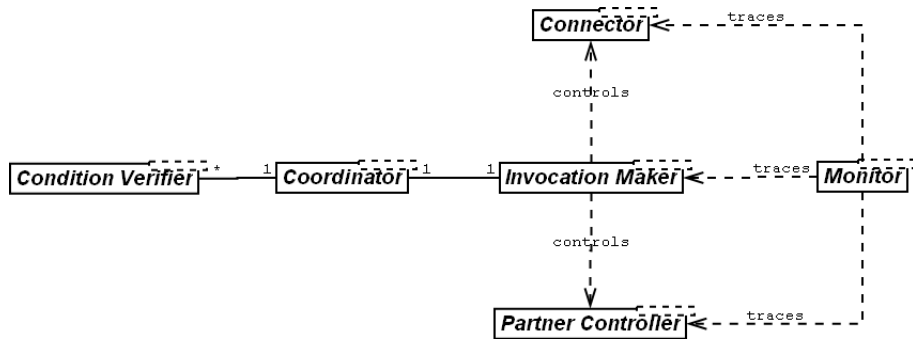 traces
Connector
controls
* 1 1 1
Condition Verifier Coordinator Invocation Maker traces Monitor
controls
traces
Partner Controller